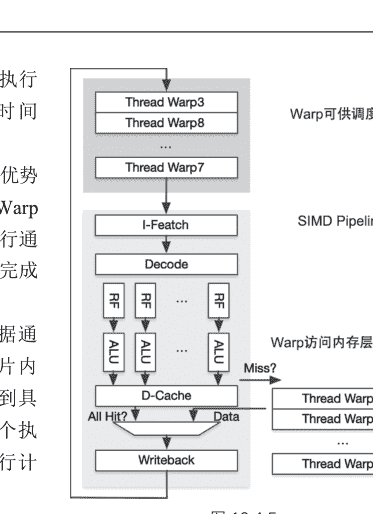 执行
时间
优势
Warp
行通
完成
据通
片内
到具
个执
行计
Thread Warp3
Thread Warp8
...
Thread Warp7
Warp可供调度
I-Featch
SIMD Pipelin
Decode
RF RF ... RF
ALU ALU ... ALU
Warp访问内存层
Miss?
D-Cache
All Hit? Data
Thread Warp
Thread Warp
...
Thread Warp
Writeback